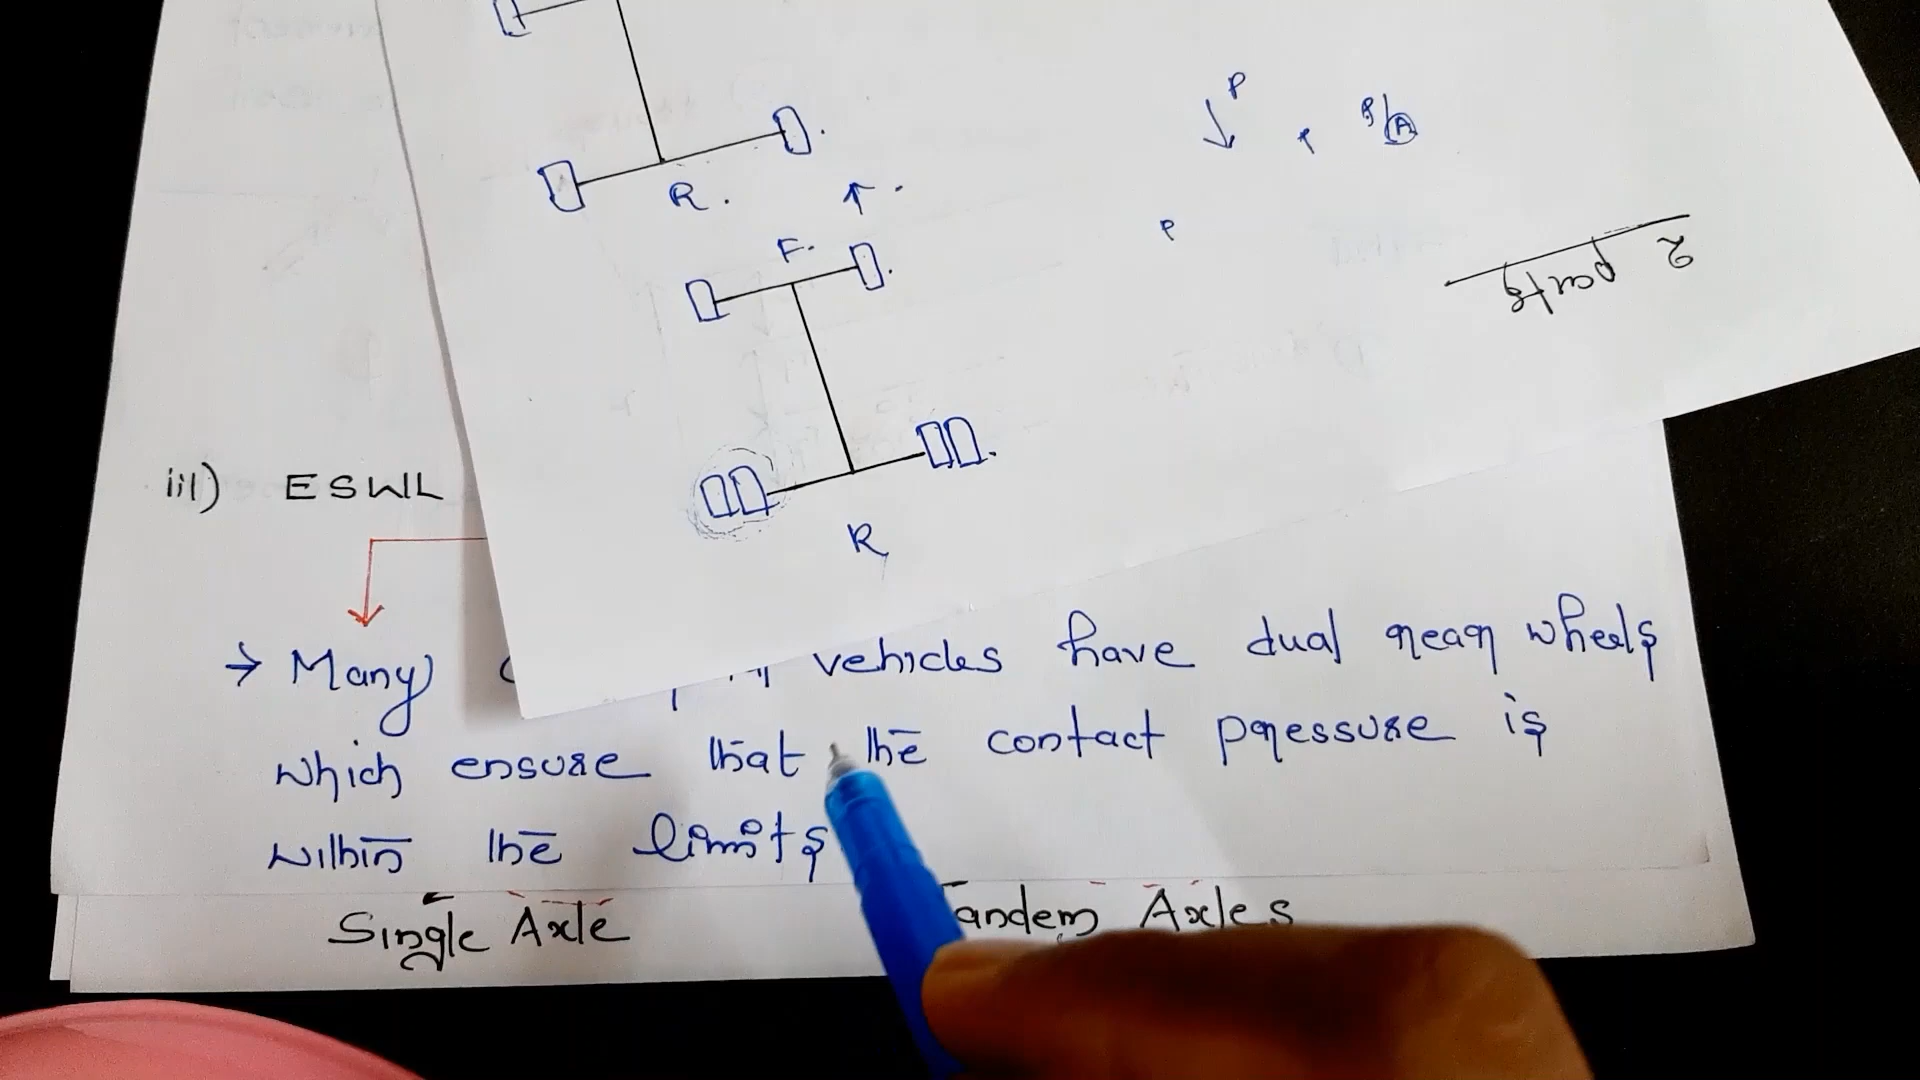 P
P/A
P
R.
F.
P
2 parts
R
iii) ESWL
→ Many vehicles have dual rear wheels
which ensure that the contact pressure is
within the limits
Single Axle Tandem Axles